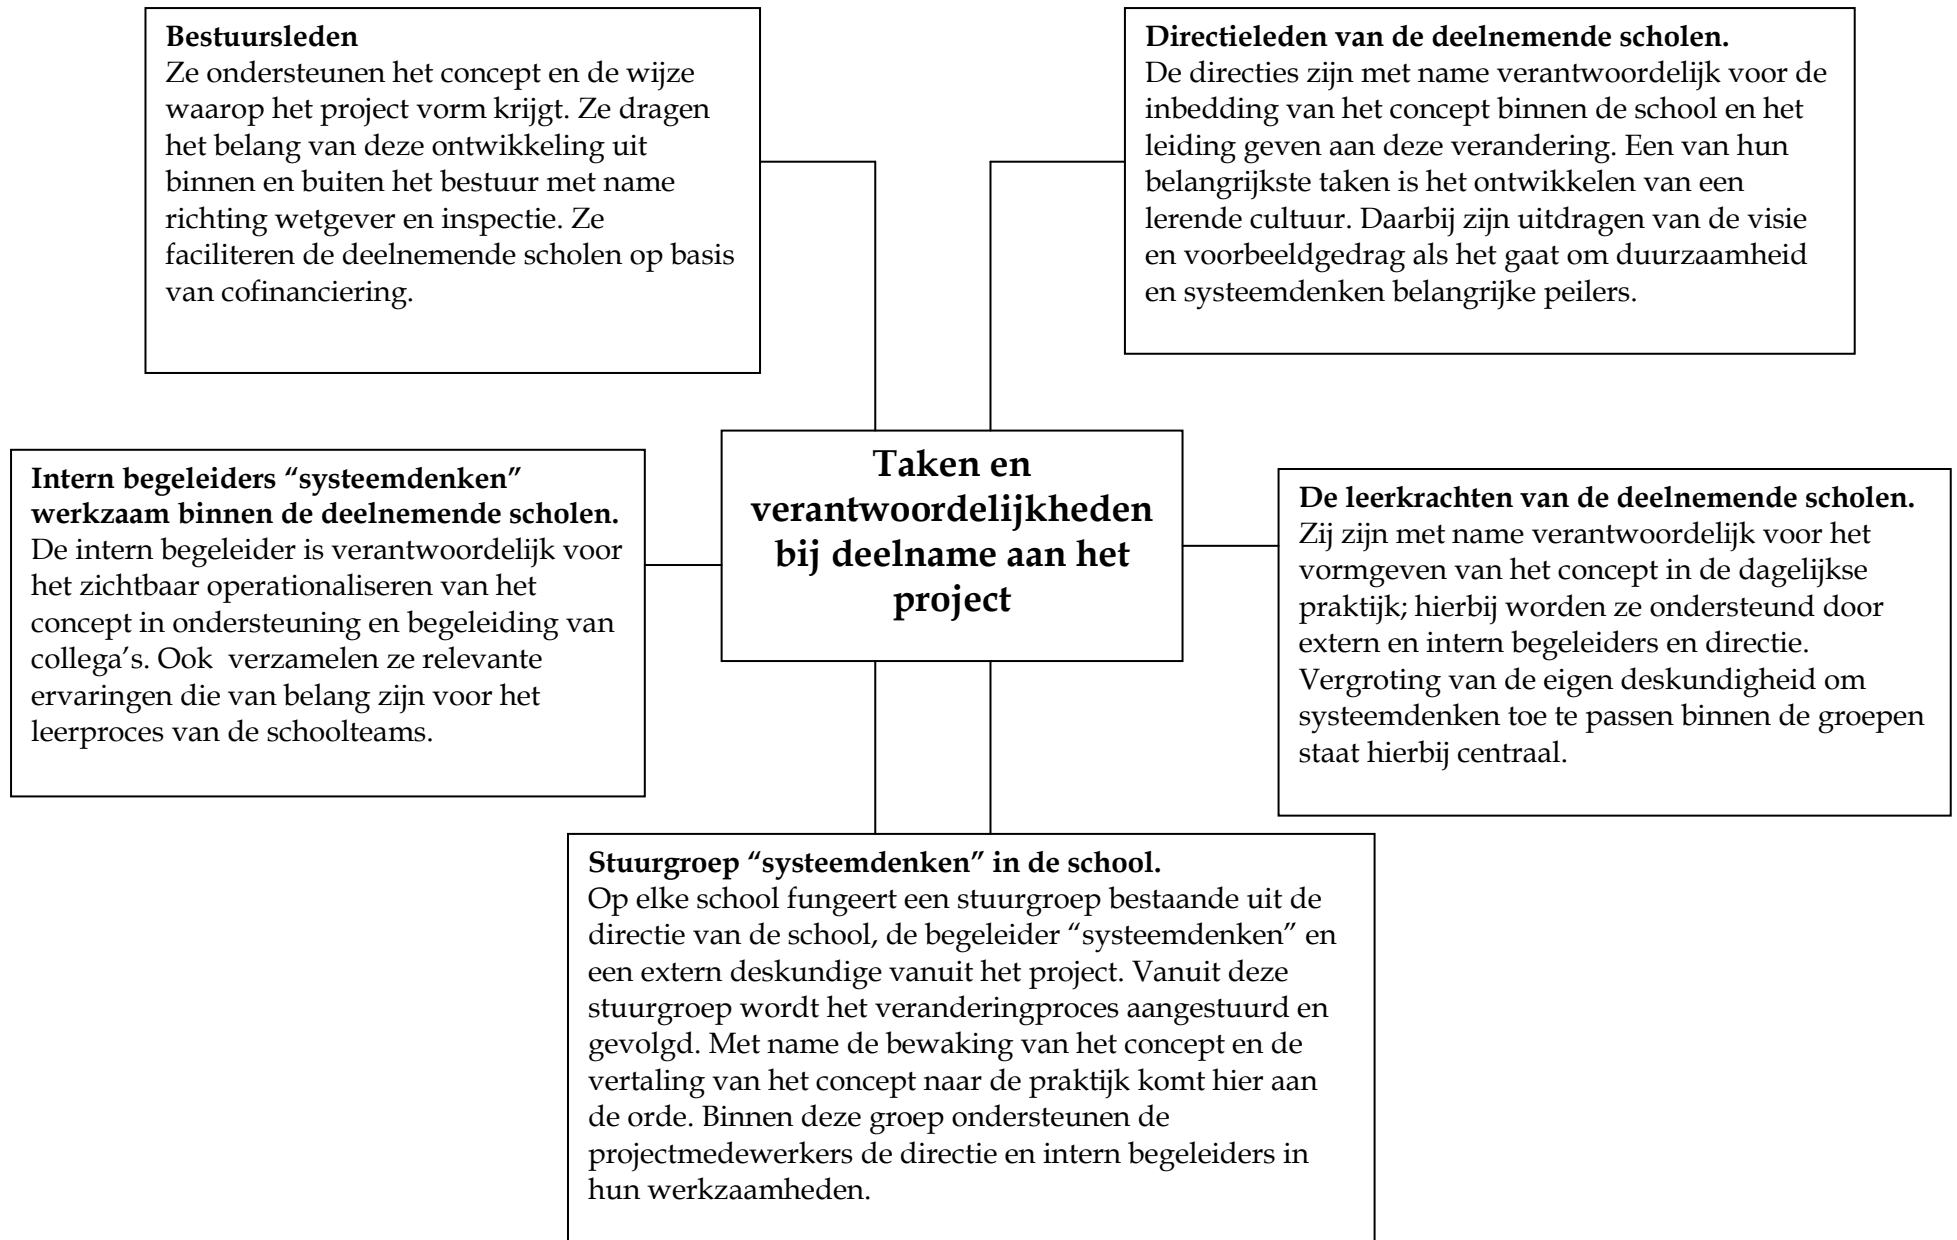 Bestuursleden
Ze ondersteunen het concept en de wijze
waarop het project vorm krijgt. Ze dragen
het belang van deze ontwikkeling uit
binnen en buiten het bestuur met name
richting wetgever en inspectie. Ze
faciliteren de deelnemende scholen op basis
van cofinanciering.
Directieleden van de deelnemende scholen.
De directies zijn met name verantwoordelijk voor de
inbedding van het concept binnen de school en het
leiding geven aan deze verandering. Een van hun
belangrijkste taken is het ontwikkelen van een
lerende cultuur. Daarbij zijn uitdragen van de visie
en voorbeeldgedrag als het gaat om duurzaamheid
en systeemdenken belangrijke peilers.
Intern begeleiders “systeemdenken”
werkzaam binnen de deelnemende scholen.
De intern begeleider is verantwoordelijk voor
het zichtbaar operationaliseren van het
concept in ondersteuning en begeleiding van
collega’s. Ook  verzamelen ze relevante
ervaringen die van belang zijn voor het
leerproces van de schoolteams.
Taken en
verantwoordelijkheden
bij deelname aan het
project
De leerkrachten van de deelnemende scholen.
Zij zijn met name verantwoordelijk voor het
vormgeven van het concept in de dagelijkse
praktijk; hierbij worden ze ondersteund door
extern en intern begeleiders en directie.
Vergroting van de eigen deskundigheid om
systeemdenken toe te passen binnen de groepen
staat hierbij centraal.
Stuurgroep “systeemdenken” in de school.
Op elke school fungeert een stuurgroep bestaande uit de
directie van de school, de begeleider “systeemdenken” en
een extern deskundige vanuit het project. Vanuit deze
stuurgroep wordt het veranderingproces aangestuurd en
gevolgd. Met name de bewaking van het concept en de
vertaling van het concept naar de praktijk komt hier aan
de orde. Binnen deze groep ondersteunen de
projectmedewerkers de directie en intern begeleiders in
hun werkzaamheden.